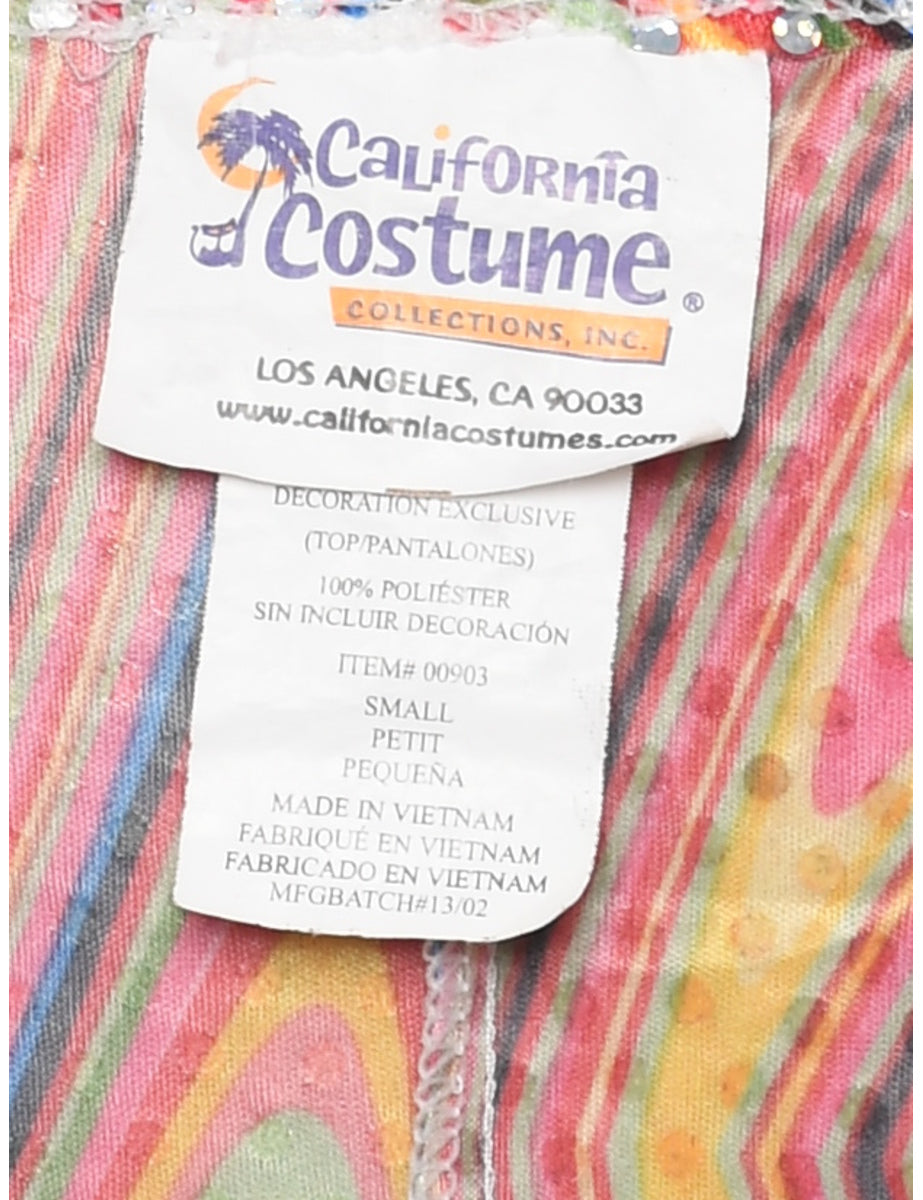 CaLifORnia
Costume ®
COLLECTIONS, INC.
LOS ANGELES, CA 90033
www.californiacostumes.com
DECORATION EXCLUSIVE
(TOP/PANTALONES)
100% POLIÉSTER
SIN INCLUIR DECORACIÓN
ITEM# 00903
SMALL
PETIT
PEQUEÑA
MADE IN VIETNAM
FABRIQUÉ EN VIETNAM
FABRICADO EN VIETNAM
MFGBATCH#13/02